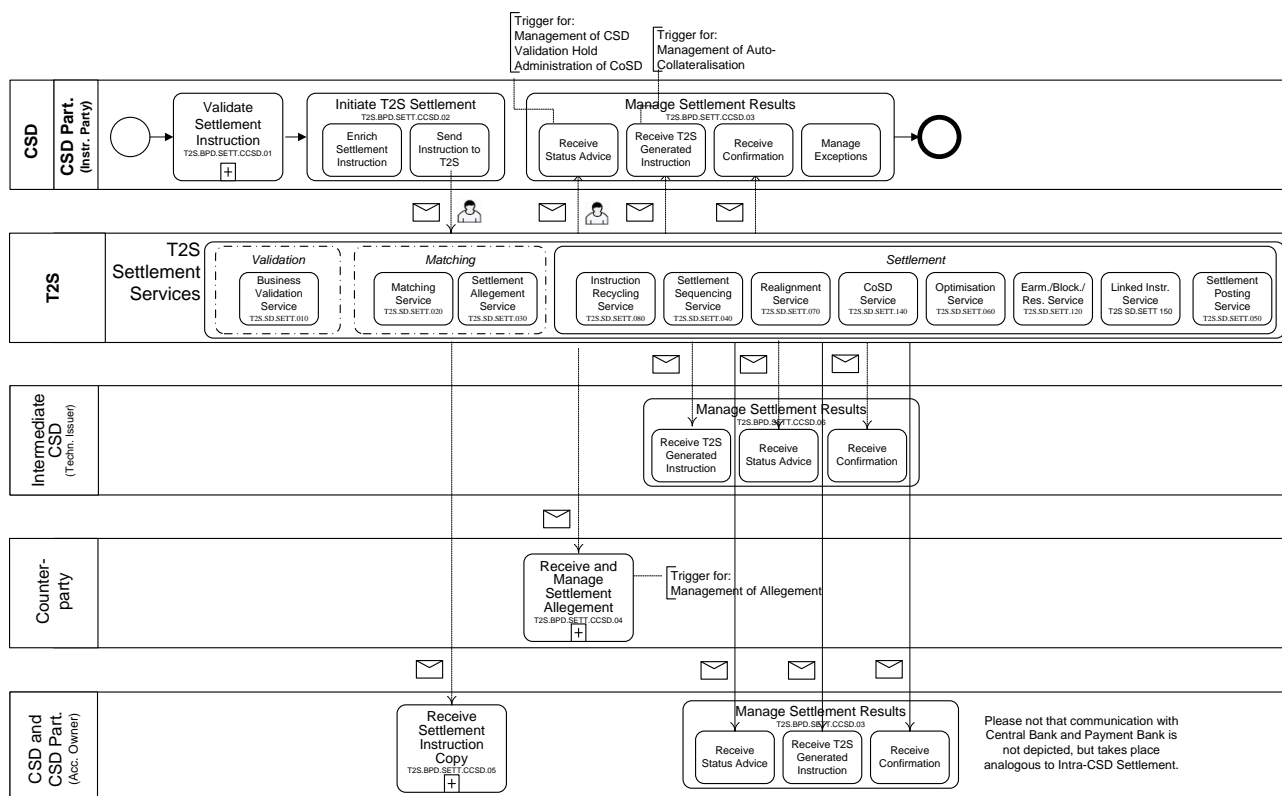 Trigger for:
Management of CSD
Validation Hold
Administration of CoSD
Trigger for:
Management of Auto-
Collateralisation
CSD
CSD Part.
(Instr. Party)
Validate
Settlement
Instruction
T2S.BPD.SETT.CCSD.01
+
Initiate T2S Settlement
T2S.BPD.SETT.CCSD.02
Enrich
Settlement
Instruction
Send
Instruction to
T2S
Manage Settlement Results
T2S.BPD.SETT.CCSD.03
Receive
Status Advice
Receive T2S
Generated
Instruction
Receive
Confirmation
Manage
Exceptions
T2S
T2S
Settlement
Services
Validation
Business
Validation
Service
T2S.SD.SETT.010
Matching
Matching
Service
T2S.SD.SETT.020
Settlement
Allegement
Service
T2S.SD.SETT.030
Settlement
Instruction
Recycling
Service
T2S.SD.SETT.080
Settlement
Sequencing
Service
T2S.SD.SETT.040
Realignment
Service
T2S.SD.SETT.070
CoSD
Service
T2S.SD.SETT.140
Optimisation
Service
T2S.SD.SETT.060
Earm./Block./
Res. Service
T2S.SD.SETT.120
Linked Instr.
Service
T2S SD.SETT 150
Settlement
Posting
Service
T2S.SD.SETT.050
Intermediate
CSD
(Techn. Issuer)
Manage Settlement Results
T2S.BPD.SETT.CCSD.06
Receive T2S
Generated
Instruction
Receive
Status Advice
Receive
Confirmation
Counter-
party
Receive and
Manage
Settlement
Allegement
T2S.BPD.SETT.CCSD.04
+
Trigger for:
Management of Allegement
CSD and
CSD Part.
(Acc. Owner)
Receive
Settlement
Instruction
Copy
T2S.BPD.SETT.CCSD.05
+
Manage Settlement Results
T2S.BPD.SETT.CCSD.03
Receive
Status Advice
Receive T2S
Generated
Instruction
Receive
Confirmation
Please not that communication with
Central Bank and Payment Bank is
not depicted, but takes place
analogous to Intra-CSD Settlement.